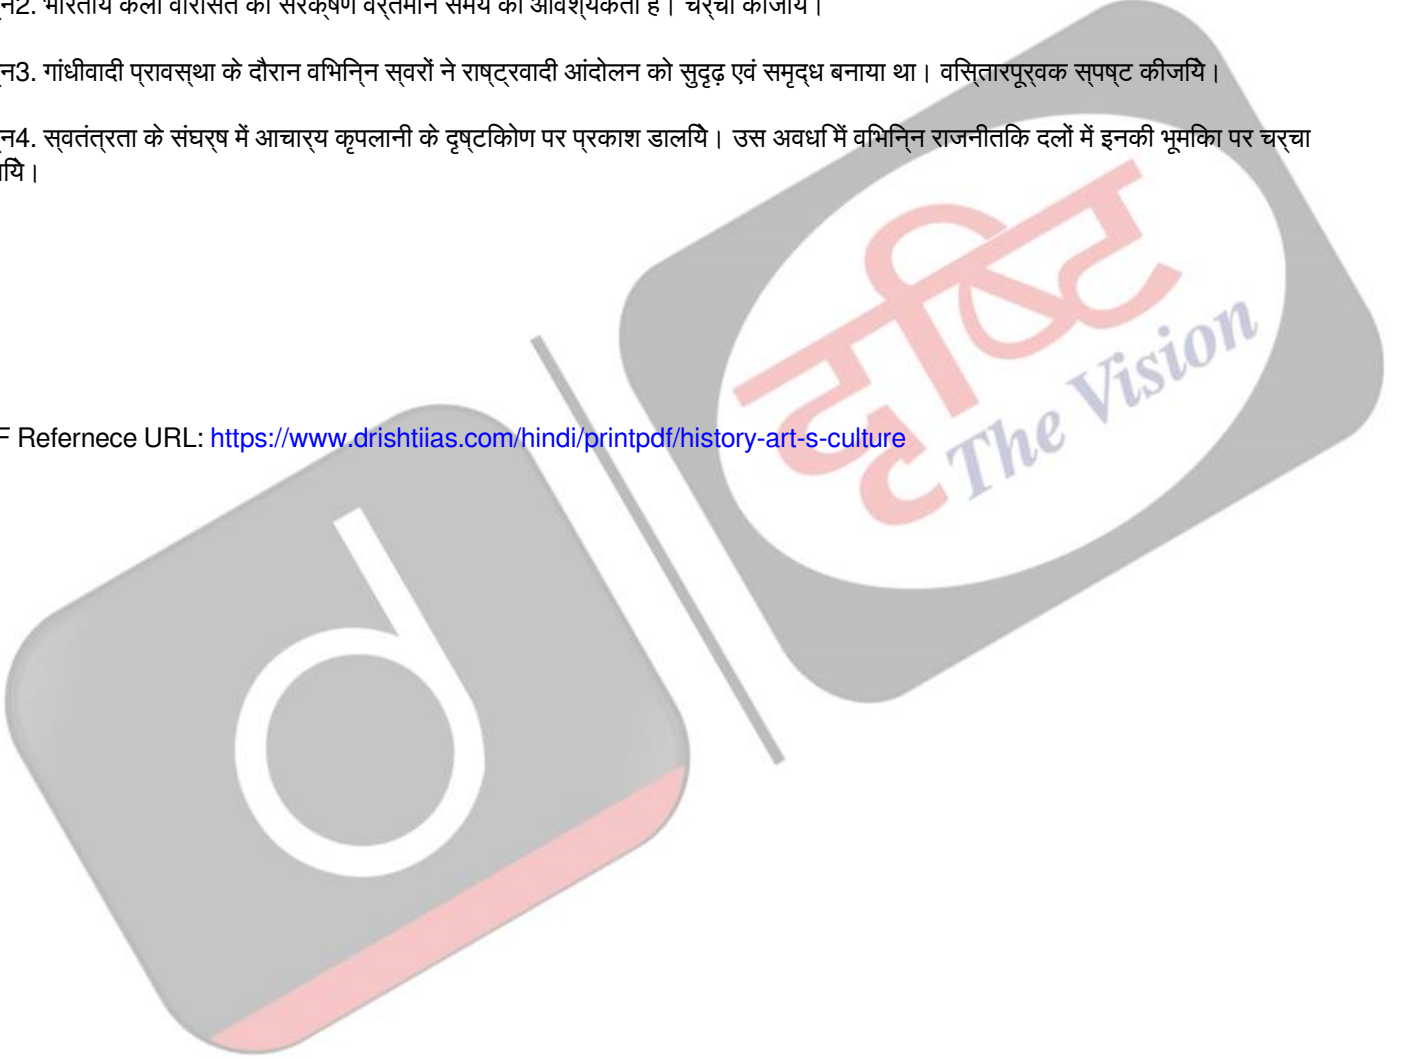 न2. भारतीय कला वारासत का सरक्षण वर्तमान समय की आवश्यकता है। चर्चा कीजिये।
न3. गांधीवादी प्रावस्था के दौरान विभिन्न स्वरों ने राष्ट्रवादी आंदोलन को सुदृढ़ एवं समृद्ध बनाया था। विस्तारपूर्वक स्पष्ट कीजिये।
न4. स्वतंत्रता के संघर्ष में आचार्य कृपलानी के दृष्टिकोण पर प्रकाश डालिये। उस अवधि में विभिन्न राजनीतिक दलों में इनकी भूमिका पर चर्चा
जिये।
F Refernece URL: https://www.drishtiias.com/hindi/printpdf/history-art-s-culture
दृष्टि
The Vision
d